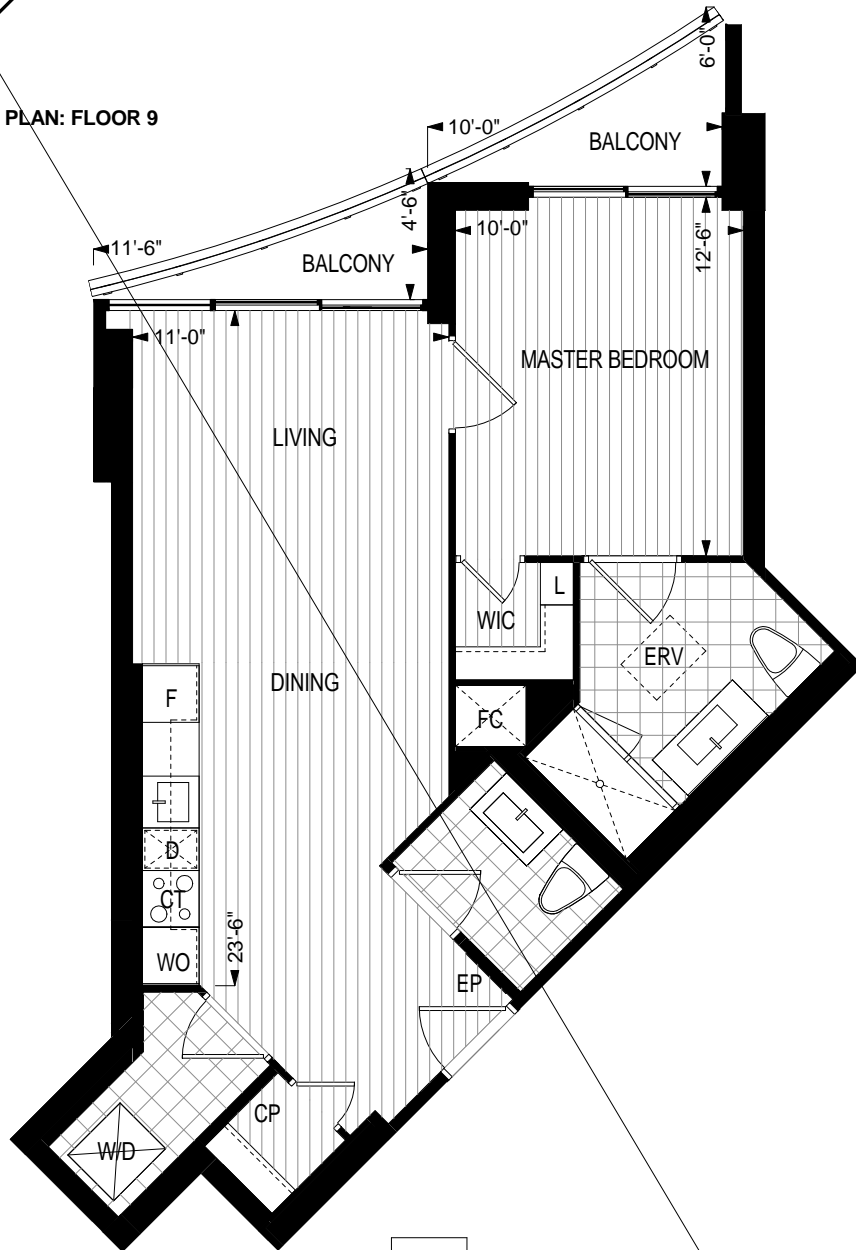 6'-0"
PLAN: FLOOR 9
10'-0"
BALCONY
4'-6"
11'-6"
BALCONY
10'-0"
12'-6"
11'-0"
MASTER BEDROOM
LIVING
WIC
L
ERV
DINING
F
FC
D
CT
WO
23'-6"
EP
CP
W/D